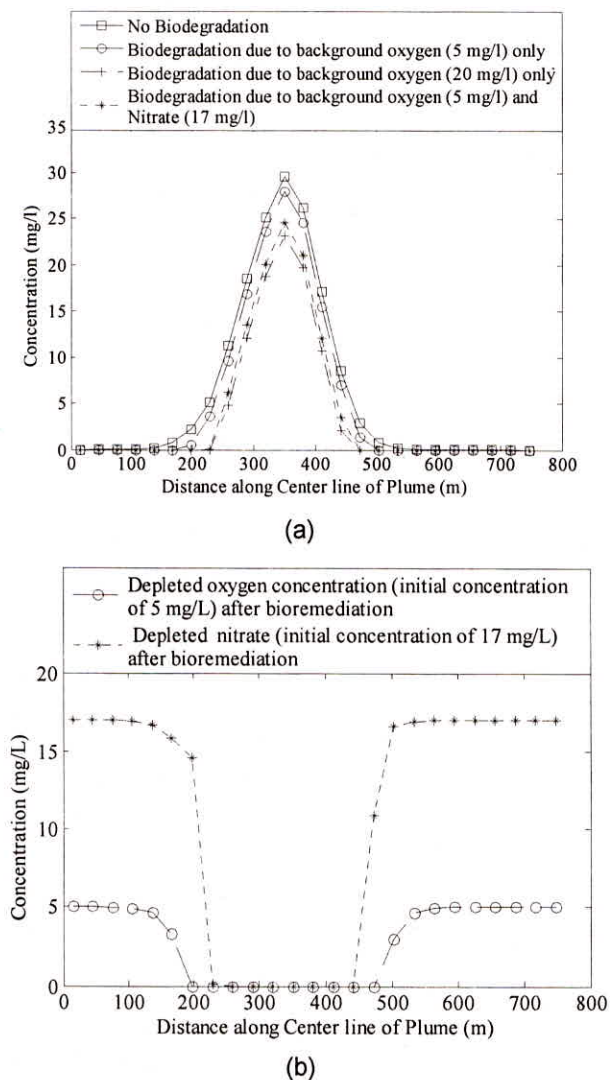 No Biodegradation
Biodegradation due to background oxygen (5 mg/l) only
Biodegradation due to background oxygen (20 mg/l) only
Biodegradation due to background oxygen (5 mg/l) and
Nitrate (17 mg/l)
35
30
25
20
15
10
5
0
Concentration (mg/l)
0 100 200 300 400 500 600 700 800
Distance along Center line of Plume (m)
(a)
Depleted oxygen concentration (initial concentration
of 5 mg/L) after bioremediation
Depleted nitrate (initial concentration of 17 mg/L)
after bioremediation
20
15
10
5
0
Concentration (mg/L)
0 100 200 300 400 500 600 700 800
Distance along Center line of Plume (m)
(b)